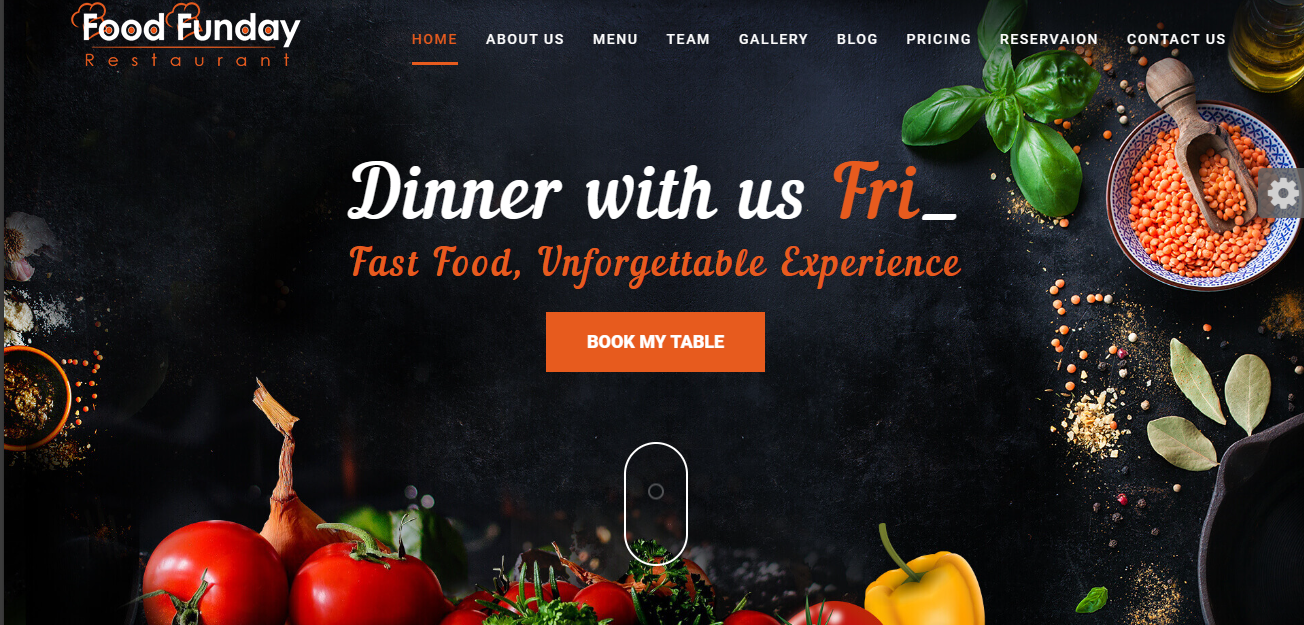 Food Funday
Restaurant
HOME ABOUT US MENU TEAM GALLERY BLOG PRICING RESERVAION CONTACT US
Dinner with us Fri_
Fast Food, Unforgettable Experience
BOOK MY TABLE